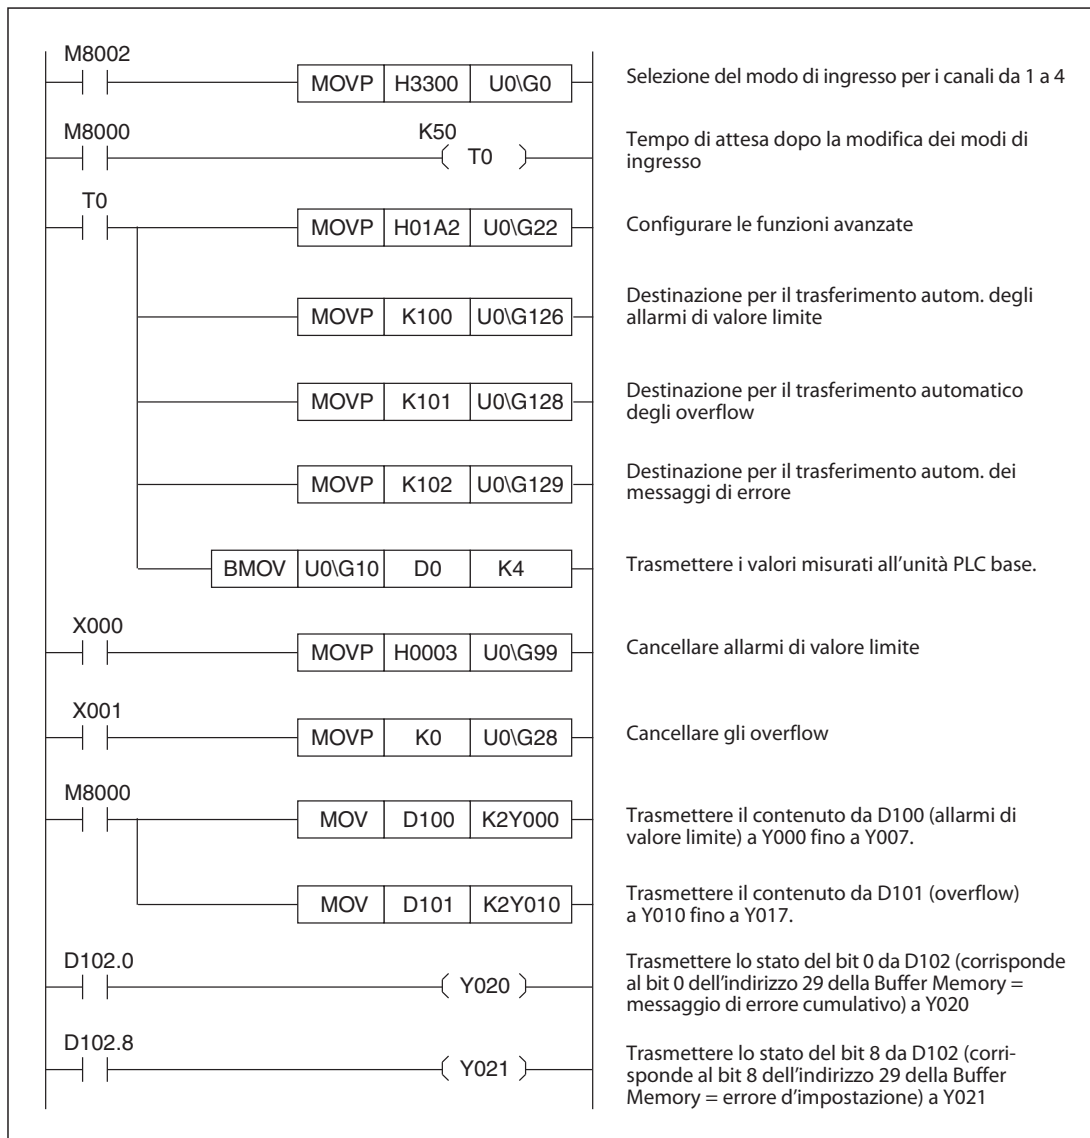 M8002
MOVP H3300 U0\G0
Selezione del modo di ingresso per i canali da 1 a 4
M8000
K50
T0
Tempo di attesa dopo la modifica dei modi di
ingresso
T0
MOVP H01A2 U0\G22
Configurare le funzioni avanzate
MOVP K100 U0\G126
Destinazione per il trasferimento autom. degli
allarmi di valore limite
MOVP K101 U0\G128
Destinazione per il trasferimento automatico
degli overflow
MOVP K102 U0\G129
Destinazione per il trasferimento autom. dei
messaggi di errore
BMOV U0\G10 D0 K4
Trasmettere i valori misurati all’unità PLC base.
X000
MOVP H0003 U0\G99
Cancellare allarmi di valore limite
X001
MOVP K0 U0\G28
Cancellare gli overflow
M8000
MOV D100 K2Y000
Trasmettere il contenuto da D100 (allarmi di
valore limite) a Y000 fino a Y007.
MOV D101 K2Y010
Trasmettere il contenuto da D101 (overflow)
a Y010 fino a Y017.
D102.0
Y020
Trasmettere lo stato del bit 0 da D102 (corrisponde
al bit 0 dell’indirizzo 29 della Buffer Memory =
messaggio di errore cumulativo) a Y020
D102.8
Y021
Trasmettere lo stato del bit 8 da D102 (corri-
sponde al bit 8 dell’indirizzo 29 della Buffer
Memory = errore d’impostazione) a Y021